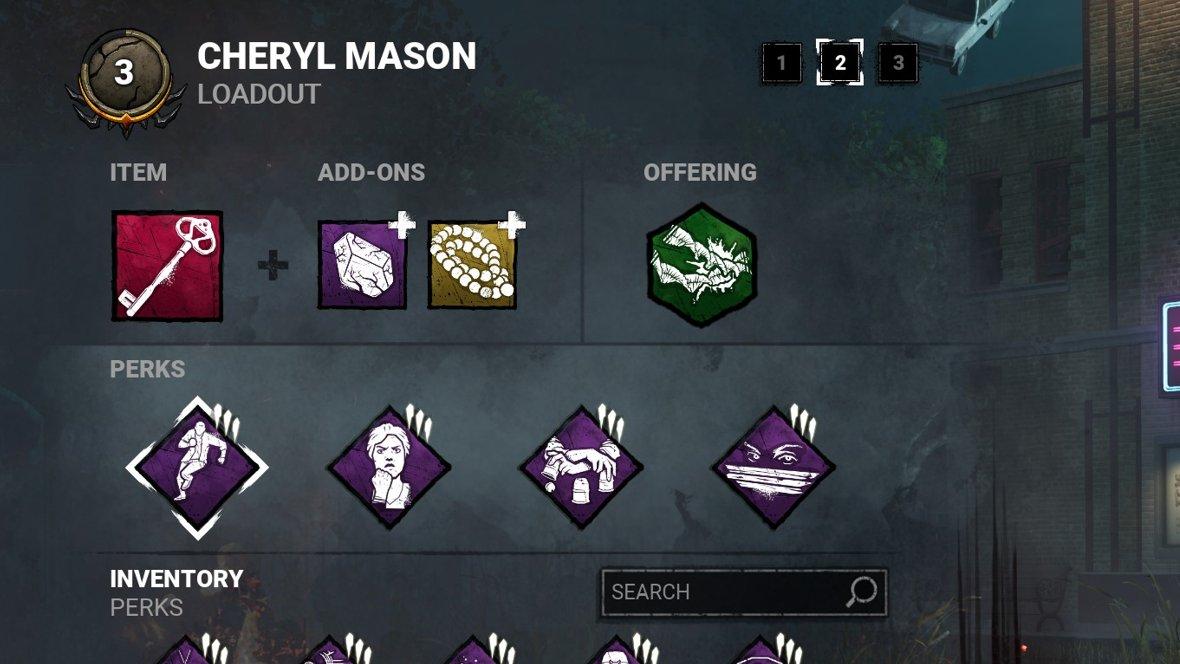 3
CHERYL MASON
LOADOUT
1 2 3
ITEM
ADD-ONS
OFFERING
PERKS
INVENTORY
PERKS
SEARCH